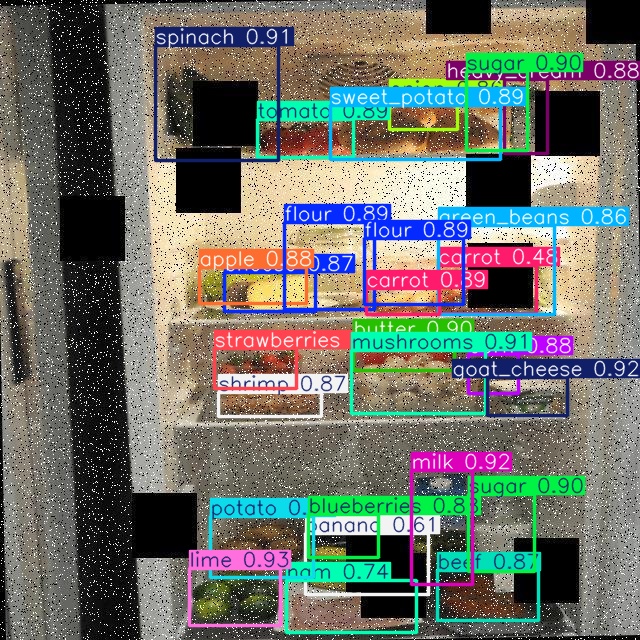 spinach 0.91
sugar 0.90
heavy_cream 0.88
sweet_potato 0.89
tomato 0.89
flour 0.89
flour 0.89
green_beans 0.86
apple 0.88
0.87
carrot 0.48
carrot 0.89
strawberries
butter 0.90
mushrooms 0.91
0.88
goat_cheese 0.92
shrimp 0.87
milk 0.92
sugar 0.90
potato
blueberries 0.8
banana 0.61
lime 0.93
ham 0.74
beef 0.87